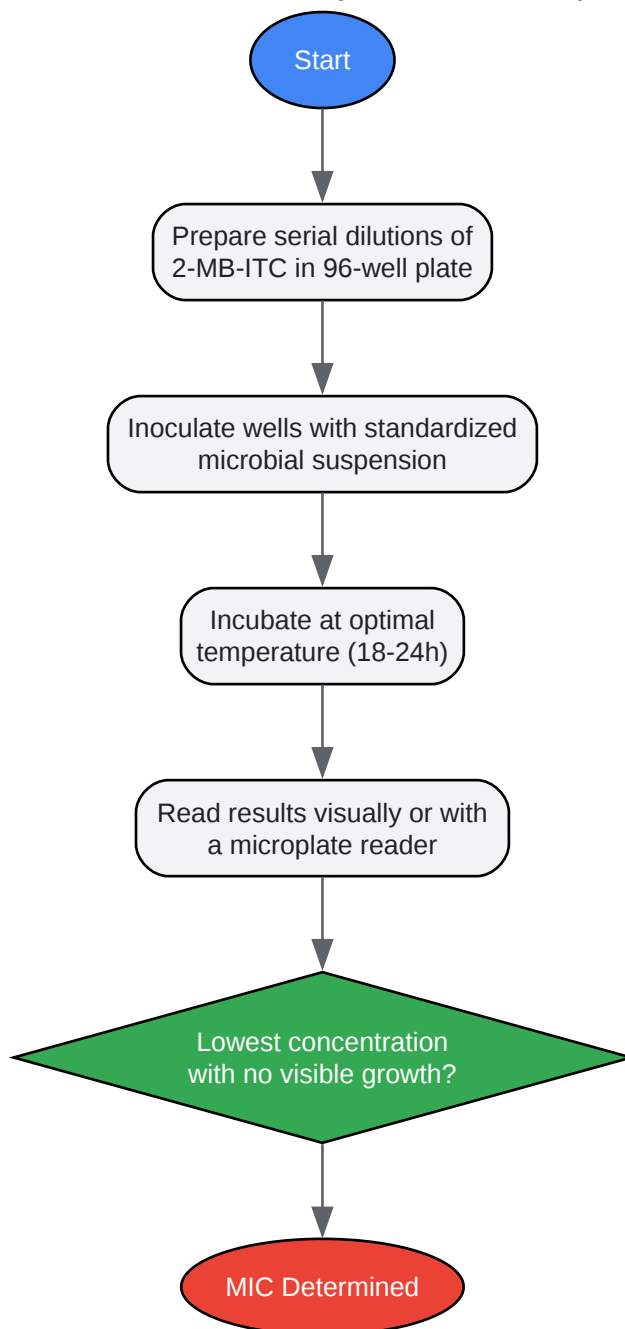 Start
Prepare serial dilutions of
2-MB-ITC in 96-well plate
Inoculate wells with standardized
microbial suspension
Incubate at optimal
temperature (18-24h)
Read results visually or with
a microplate reader
Lowest concentration
with no visible growth?
MIC Determined